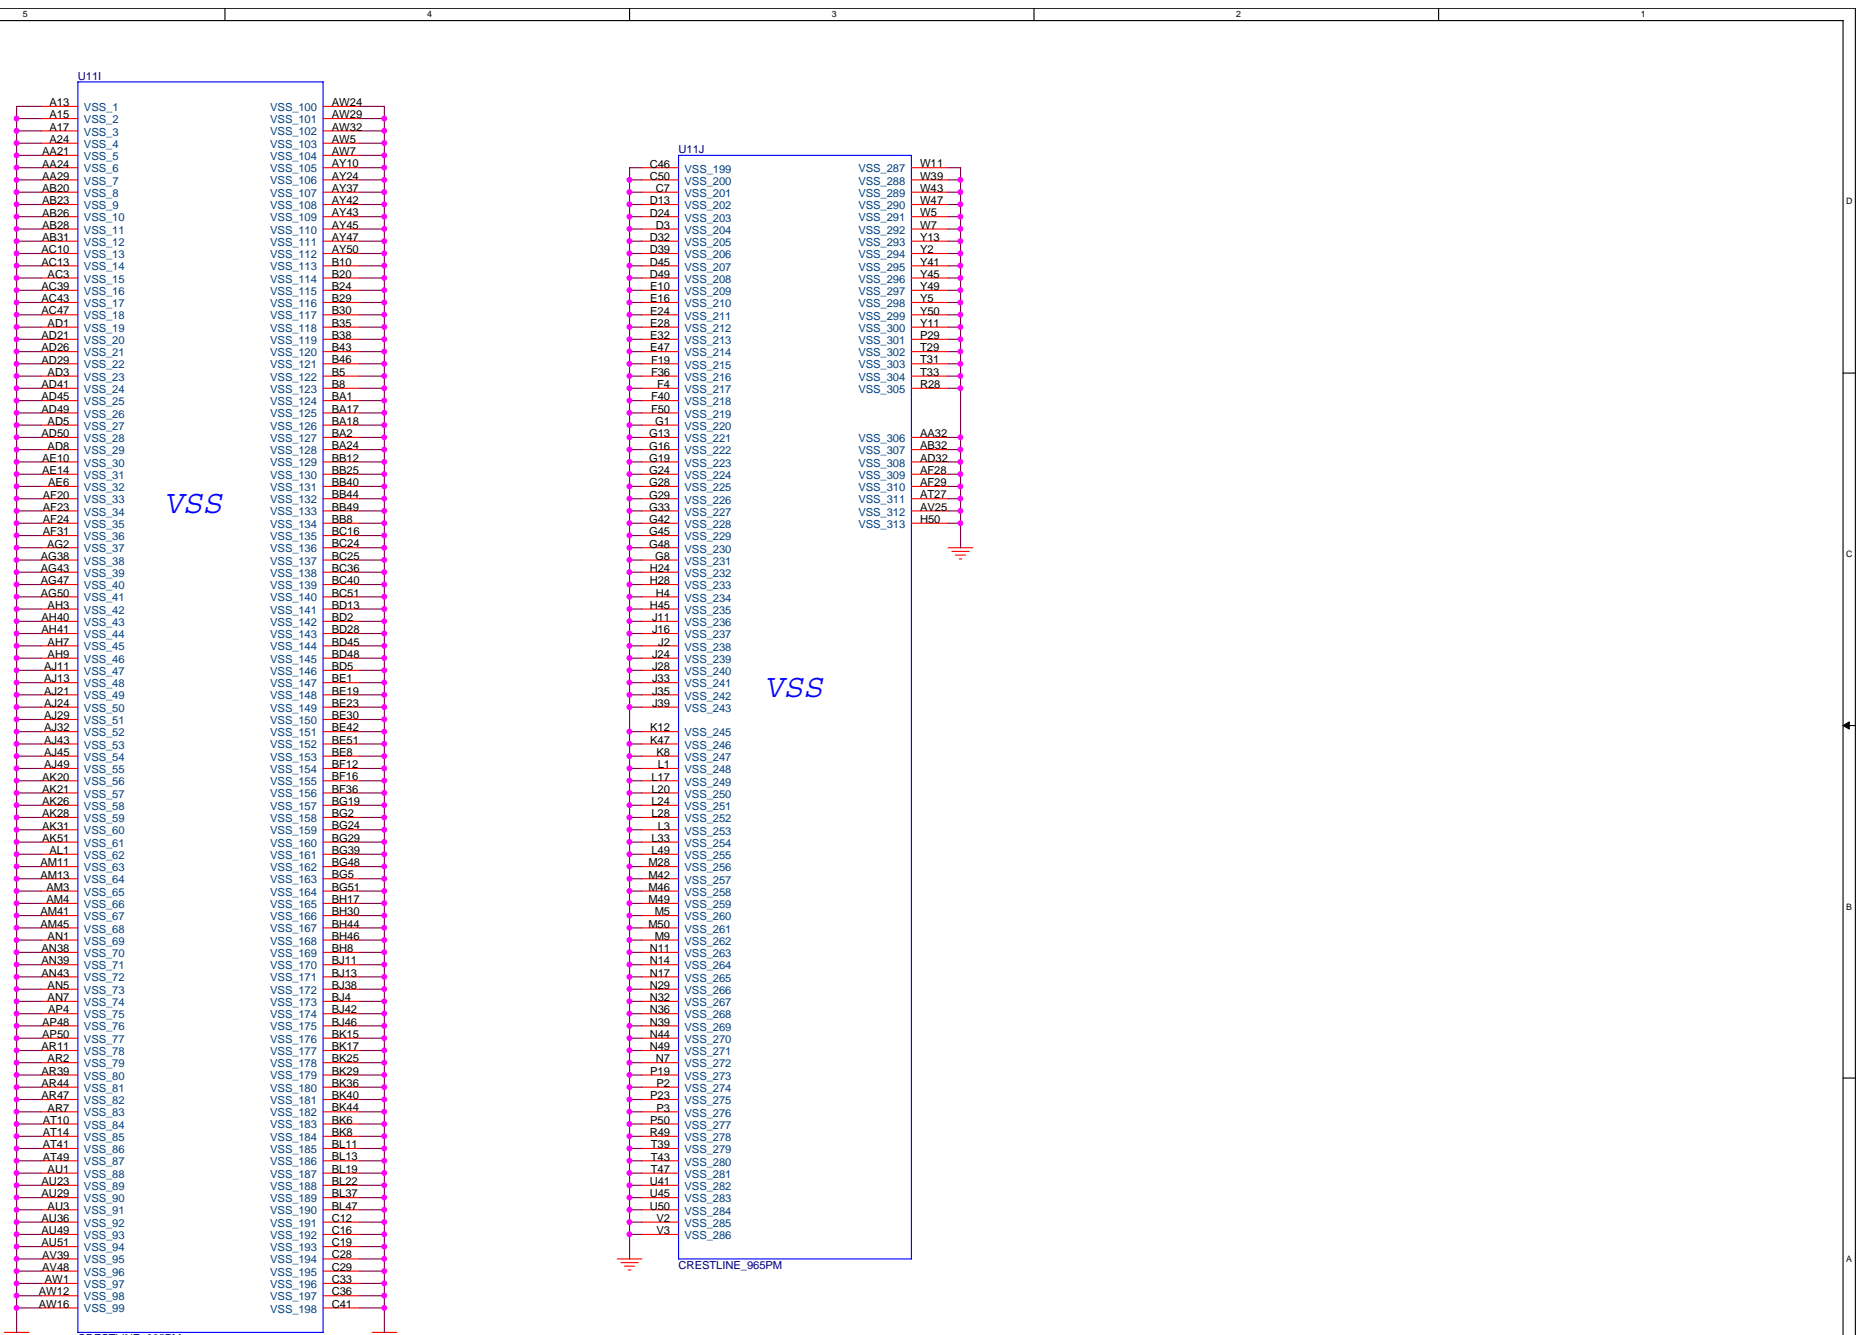 5 4 3 2 1
U11I
A13 VSS_1 VSS_100 AW24
A15 VSS_2 VSS_101 AW29
A17 VSS_3 VSS_102 AW32
A24 VSS_4 VSS_103 AW5
AA21 VSS_5 VSS_104 AW7
AA24 VSS_6 VSS_105 AY10
AA29 VSS_7 VSS_106 AY24
AB20 VSS_8 VSS_107 AY37
AB23 VSS_9 VSS_108 AY42
AB26 VSS_10 VSS_109 AY43
AB28 VSS_11 VSS_110 AY45
AB31 VSS_12 VSS_111 AY47
AC10 VSS_13 VSS_112 AY50
AC13 VSS_14 VSS_113 B10
AC3 VSS_15 VSS_114 B20
AC39 VSS_16 VSS_115 B24
AC43 VSS_17 VSS_116 B29
AC47 VSS_18 VSS_117 B30
AD1 VSS_19 VSS_118 B35
AD21 VSS_20 VSS_119 B38
AD26 VSS_21 VSS_120 B43
AD29 VSS_22 VSS_121 B46
AD3 VSS_23 VSS_122 B5
AD41 VSS_24 VSS_123 B8
AD45 VSS_25 VSS_124 BA1
AD49 VSS_26 VSS_125 BA17
AD5 VSS_27 VSS_126 BA18
AD50 VSS_28 VSS_127 BA2
AD8 VSS_29 VSS_128 BA24
AE10 VSS_30 VSS_129 BB12
AE14 VSS_31 VSS_130 BB25
AE6 VSS_32 VSS_131 BB40
AF20 VSS_33 VSS_132 BB44
AF23 VSS_34 VSS_133 BB49
AF24 VSS_35 VSS_134 BB8
AF31 VSS_36 VSS_135 BC16
AG2 VSS_37 VSS_136 BC24
AG38 VSS_38 VSS_137 BC25
AG43 VSS_39 VSS_138 BC36
AG47 VSS_40 VSS_139 BC40
AG50 VSS_41 VSS_140 BC51
AH3 VSS_42 VSS_141 BD13
AH40 VSS_43 VSS_142 BD2
AH41 VSS_44 VSS_143 BD28
AH7 VSS_45 VSS_144 BD45
AH9 VSS_46 VSS_145 BD48
AJ11 VSS_47 VSS_146 BD5
AJ13 VSS_48 VSS_147 BE1
AJ21 VSS_49 VSS_148 BE19
AJ24 VSS_50 VSS_149 BE23
AJ29 VSS_51 VSS_150 BE30
AJ32 VSS_52 VSS_151 BE42
AJ43 VSS_53 VSS_152 BE51
AJ45 VSS_54 VSS_153 BE8
AJ49 VSS_55 VSS_154 BF12
AK20 VSS_56 VSS_155 BF16
AK21 VSS_57 VSS_156 BF36
AK26 VSS_58 VSS_157 BG19
AK28 VSS_59 VSS_158 BG2
AK31 VSS_60 VSS_159 BG24
AK51 VSS_61 VSS_160 BG29
AL1 VSS_62 VSS_161 BG39
AM11 VSS_63 VSS_162 BG48
AM13 VSS_64 VSS_163 BG5
AM3 VSS_65 VSS_164 BG51
AM4 VSS_66 VSS_165 BH17
AM41 VSS_67 VSS_166 BH30
AM45 VSS_68 VSS_167 BH44
AN1 VSS_69 VSS_168 BH46
AN38 VSS_70 VSS_169 BH8
AN39 VSS_71 VSS_170 BJ11
AN43 VSS_72 VSS_171 BJ13
AN5 VSS_73 VSS_172 BJ38
AN7 VSS_74 VSS_173 BJ4
AP4 VSS_75 VSS_174 BJ42
AP48 VSS_76 VSS_175 BJ46
AP50 VSS_77 VSS_176 BK15
AR11 VSS_78 VSS_177 BK17
AR2 VSS_79 VSS_178 BK25
AR39 VSS_80 VSS_179 BK29
AR44 VSS_81 VSS_180 BK36
AR47 VSS_82 VSS_181 BK40
AR7 VSS_83 VSS_182 BK44
AT10 VSS_84 VSS_183 BK6
AT14 VSS_85 VSS_184 BK8
AT41 VSS_86 VSS_185 BL11
AT49 VSS_87 VSS_186 BL13
AU1 VSS_88 VSS_187 BL19
AU23 VSS_89 VSS_188 BL22
AU29 VSS_90 VSS_189 BL37
AU3 VSS_91 VSS_190 BL47
AU36 VSS_92 VSS_191 C12
AU49 VSS_93 VSS_192 C16
AU51 VSS_94 VSS_193 C19
AV39 VSS_95 VSS_194 C28
AV48 VSS_96 VSS_195 C29
AW1 VSS_97 VSS_196 C33
AW12 VSS_98 VSS_197 C36
AW16 VSS_99 VSS_198 C41
VSS
U11J
C46 VSS_199 VSS_287 W11
C50 VSS_200 VSS_288 W39
C7 VSS_201 VSS_289 W43
D13 VSS_202 VSS_290 W47
D24 VSS_203 VSS_291 W5
D3 VSS_204 VSS_292 W7
D32 VSS_205 VSS_293 Y13
D39 VSS_206 VSS_294 Y2
D45 VSS_207 VSS_295 Y41
D49 VSS_208 VSS_296 Y45
E10 VSS_209 VSS_297 Y49
E16 VSS_210 VSS_298 Y5
E24 VSS_211 VSS_299 Y50
E28 VSS_212 VSS_300 Y11
E32 VSS_213 VSS_301 P29
E47 VSS_214 VSS_302 T29
F19 VSS_215 VSS_303 T31
F36 VSS_216 VSS_304 T33
F4 VSS_217 VSS_305 R28
F40 VSS_218
F50 VSS_219
G1 VSS_220
G13 VSS_221 VSS_306 AA32
G16 VSS_222 VSS_307 AB32
G19 VSS_223 VSS_308 AD32
G24 VSS_224 VSS_309 AF28
G28 VSS_225 VSS_310 AF29
G29 VSS_226 VSS_311 AT27
G33 VSS_227 VSS_312 AV25
G42 VSS_228 VSS_313 H50
G45 VSS_229
G48 VSS_230
G8 VSS_231
H24 VSS_232
H28 VSS_233
H4 VSS_234
H45 VSS_235
J11 VSS_236
J16 VSS_237
J2 VSS_238
J24 VSS_239
J28 VSS_240
J33 VSS_241
J35 VSS_242
J39 VSS_243
K12 VSS_245
K47 VSS_246
K8 VSS_247
L1 VSS_248
L17 VSS_249
L20 VSS_250
L24 VSS_251
L28 VSS_252
L3 VSS_253
L33 VSS_254
L49 VSS_255
M28 VSS_256
M42 VSS_257
M46 VSS_258
M49 VSS_259
M5 VSS_260
M50 VSS_261
M9 VSS_262
N11 VSS_263
N14 VSS_264
N17 VSS_265
N29 VSS_266
N32 VSS_267
N36 VSS_268
N39 VSS_269
N44 VSS_270
N49 VSS_271
N7 VSS_272
P19 VSS_273
P2 VSS_274
P23 VSS_275
P3 VSS_276
P50 VSS_277
R49 VSS_278
T39 VSS_279
T43 VSS_280
T47 VSS_281
U41 VSS_282
U45 VSS_283
U50 VSS_284
V2 VSS_285
V3 VSS_286
VSS
CRESTLINE_965PM
D
C
B
A